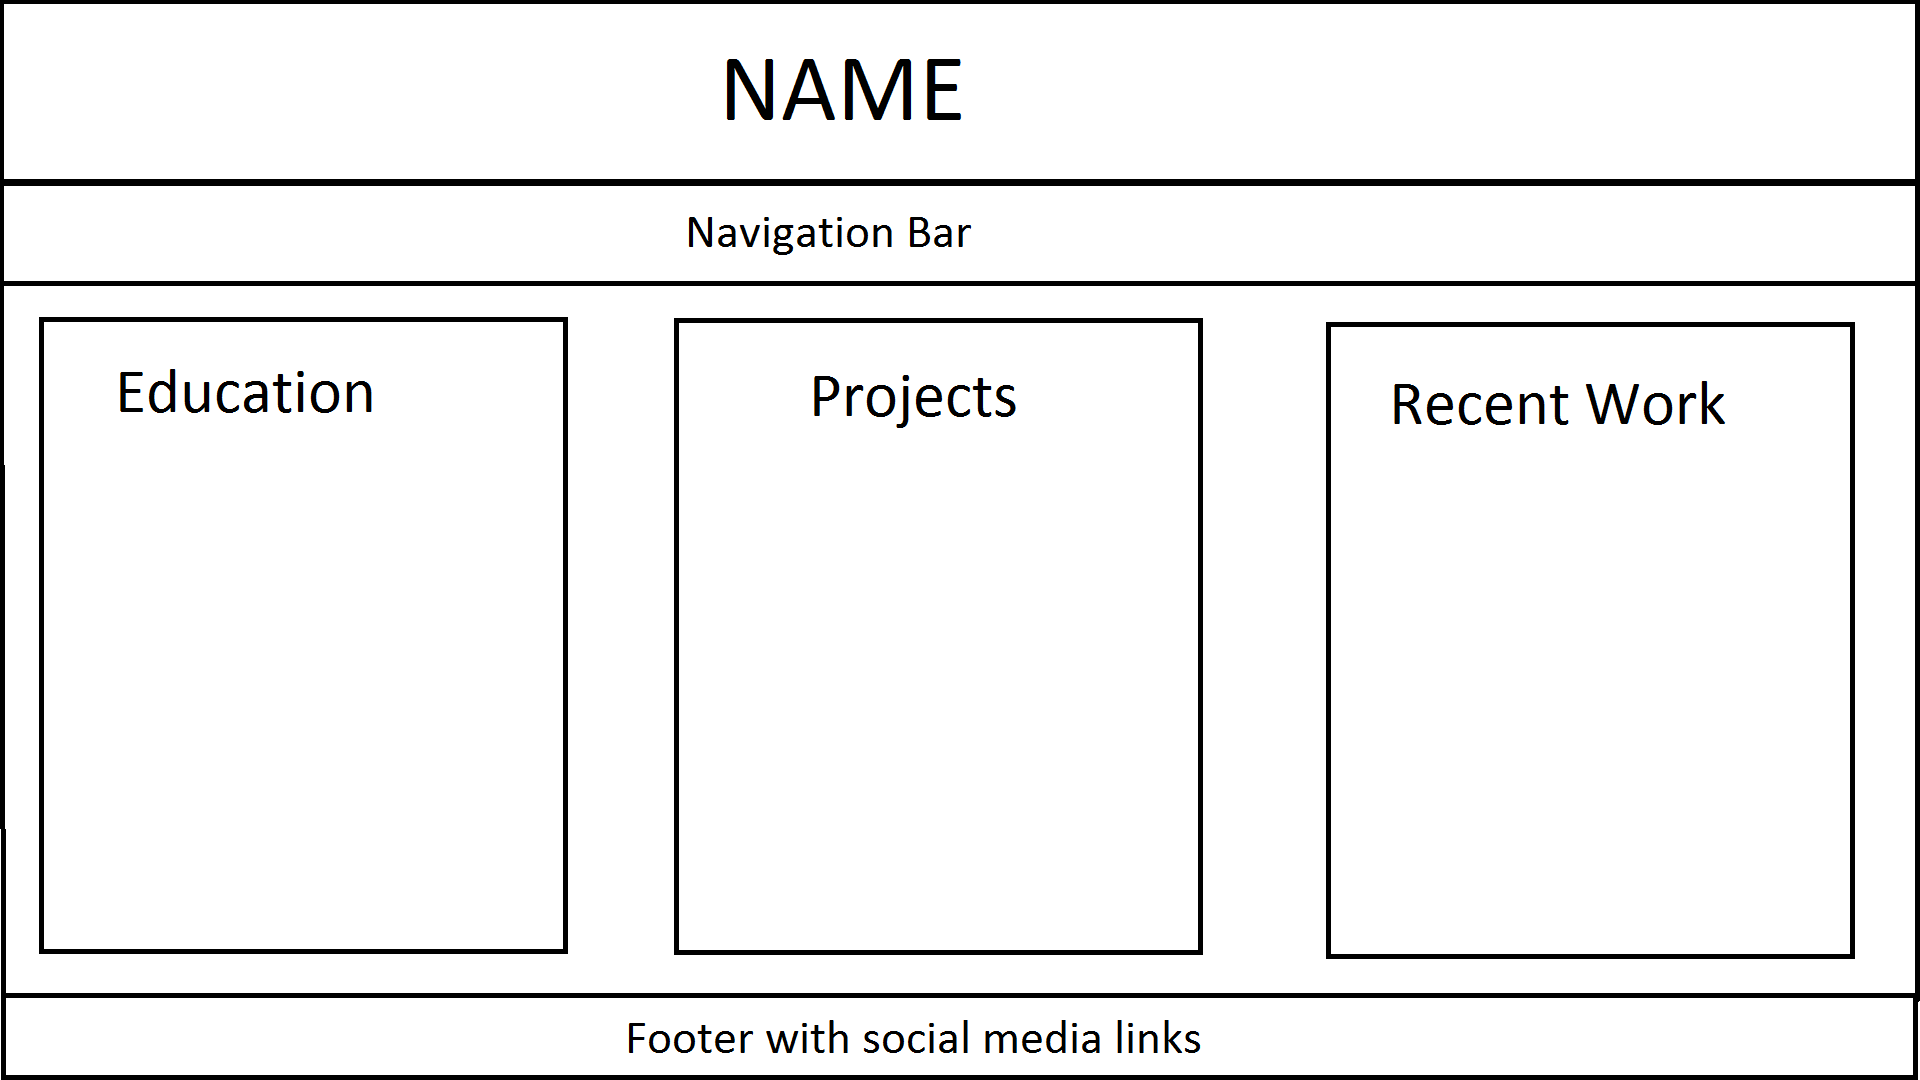 NAME
Navigation Bar
Education
Projects
Recent Work
Footer with social media links